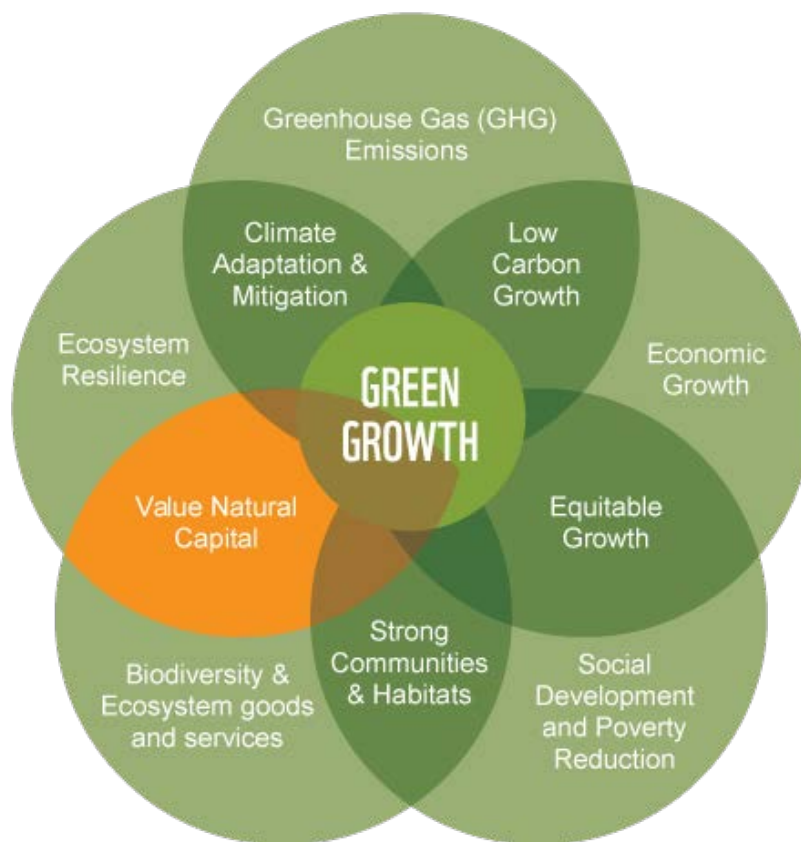 Greenhouse Gas (GHG)
Emissions
Climate
Adaptation &
Mitigation
Low
Carbon
Growth
Ecosystem
Resilience
GREEN
GROWTH
Economic
Growth
Value Natural
Capital
Equitable
Growth
Strong
Communities
& Habitats
Biodiversity &
Ecosystem goods
and services
Social
Development
and Poverty
Reduction